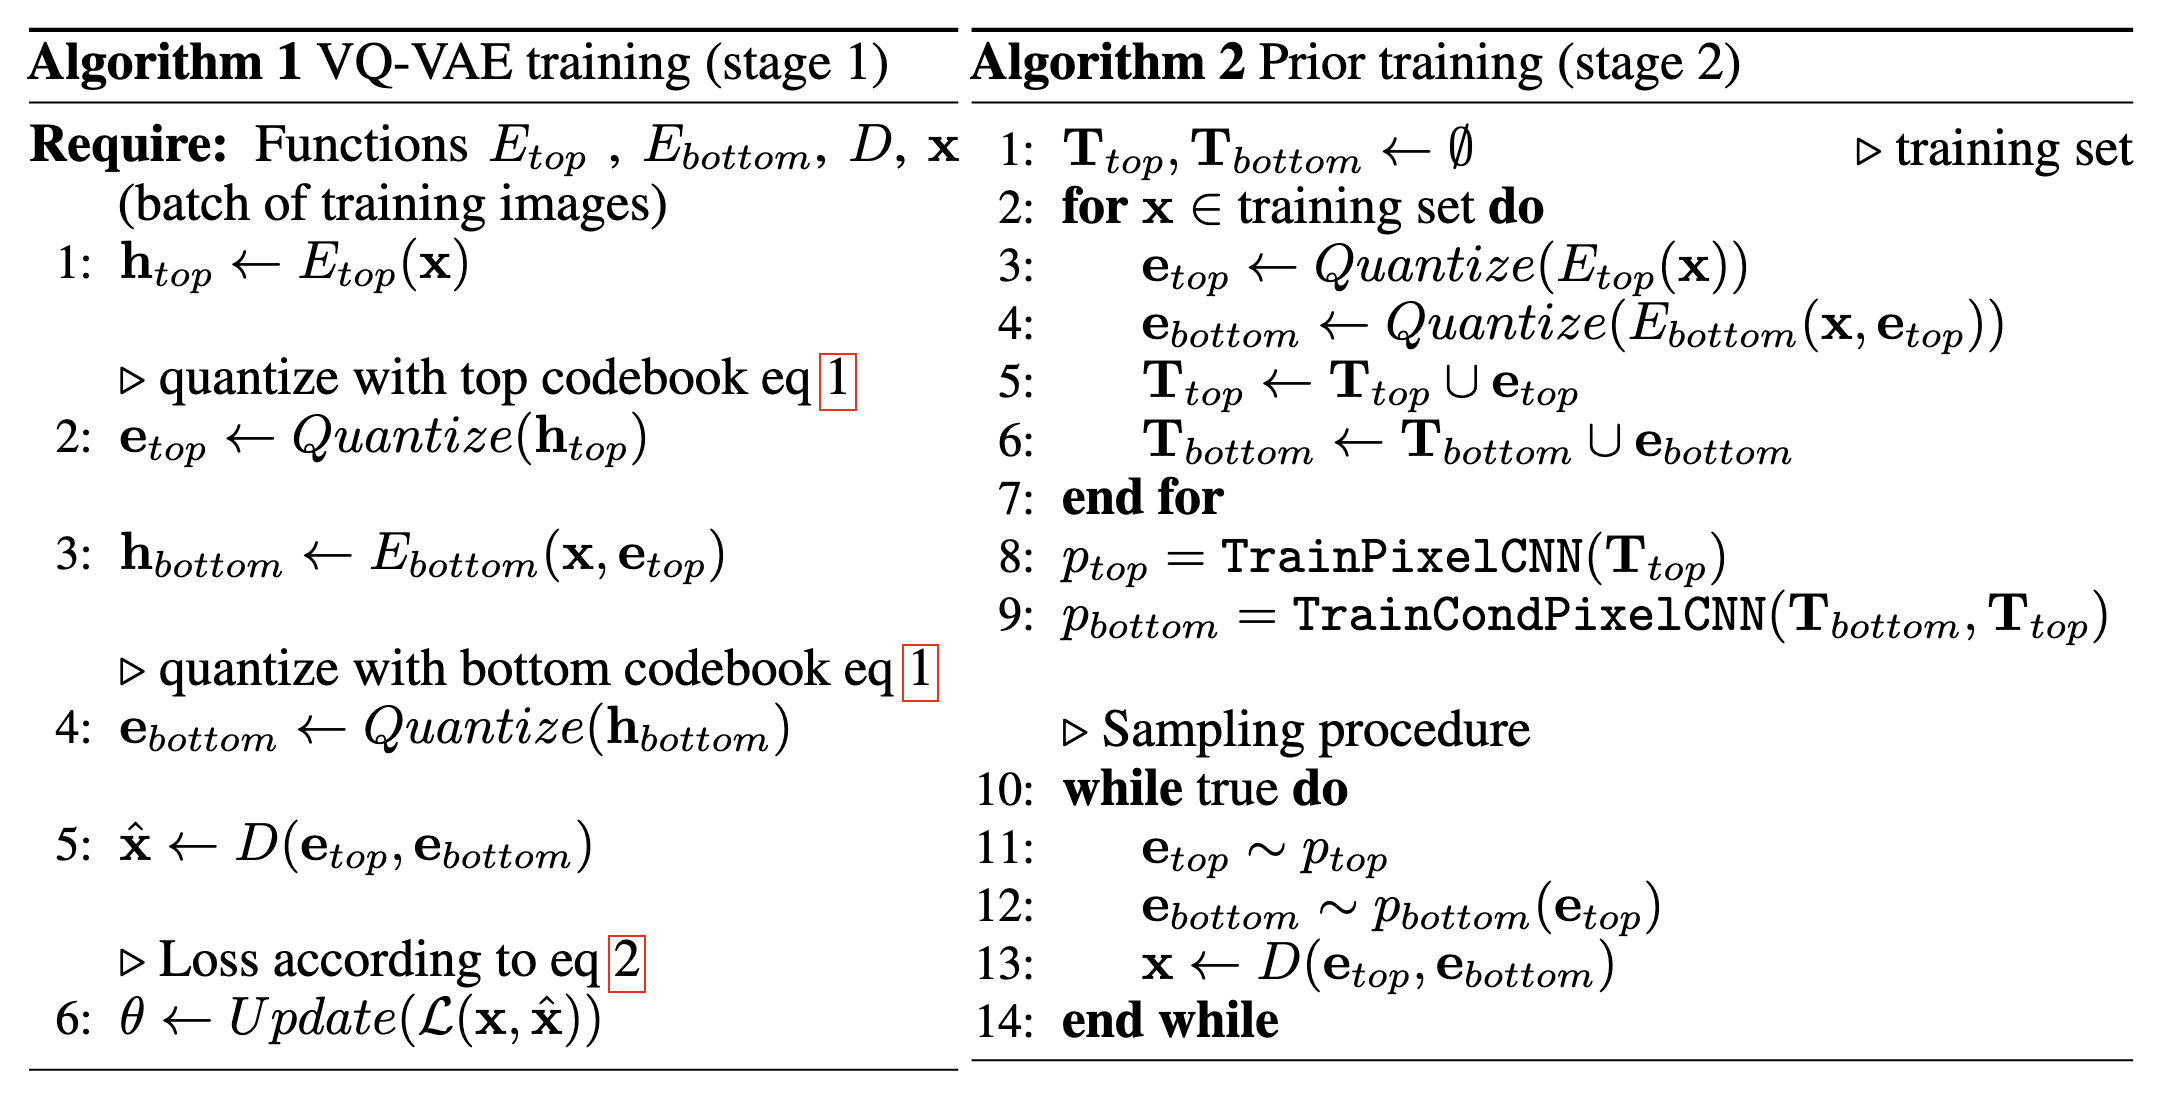 Algorithm 1 VQ-VAE training (stage 1)
Require: Functions E_top , E_bottom, D, x
(batch of training images)
1: h_top ← E_top(x)
▷ quantize with top codebook eq 1
2: e_top ← Quantize(h_top)
3: h_bottom ← E_bottom(x, e_top)
▷ quantize with bottom codebook eq 1
4: e_bottom ← Quantize(h_bottom)
5: x̂ ← D(e_top, e_bottom)
▷ Loss according to eq 2
6: θ ← Update(ℒ(x, x̂))
Algorithm 2 Prior training (stage 2)
1: T_top, T_bottom ← ∅ ▷ training set
2: for x ∈ training set do
3: e_top ← Quantize(E_top(x))
4: e_bottom ← Quantize(E_bottom(x, e_top))
5: T_top ← T_top ∪ e_top
6: T_bottom ← T_bottom ∪ e_bottom
7: end for
8: p_top = TrainPixelCNN(T_top)
9: p_bottom = TrainCondPixelCNN(T_bottom, T_top)
▷ Sampling procedure
10: while true do
11: e_top ∼ p_top
12: e_bottom ∼ p_bottom(e_top)
13: x ← D(e_top, e_bottom)
14: end while